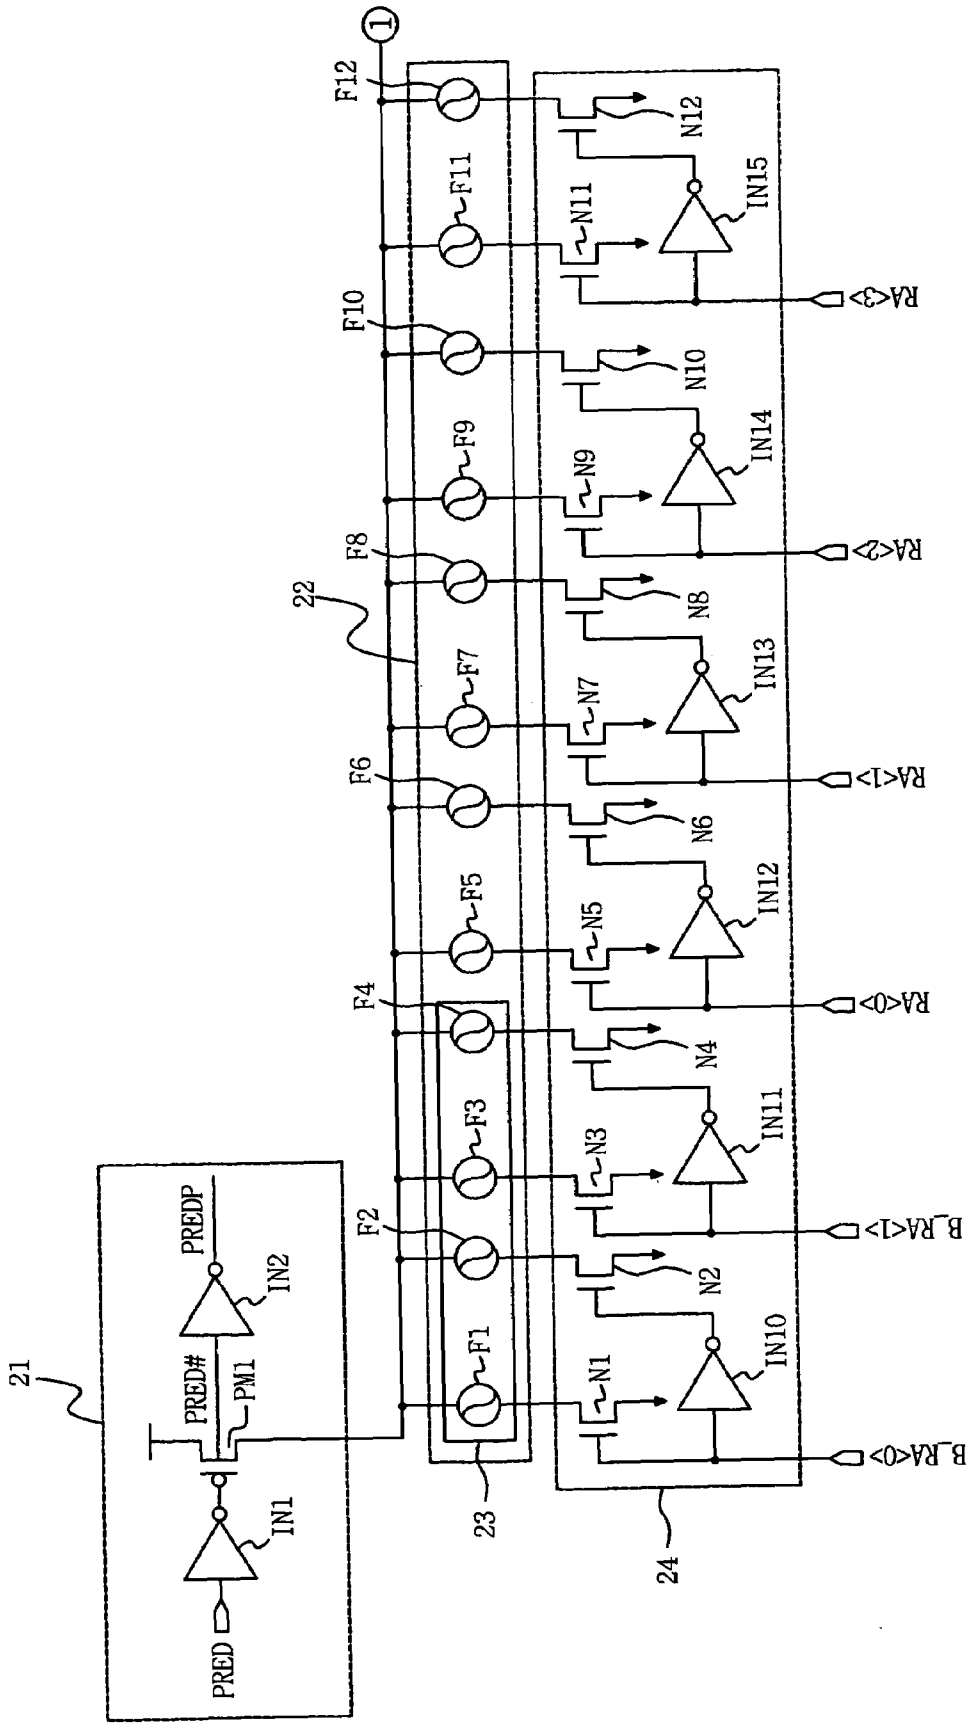 21
PRED
IN1
PRED#
PM1
IN2
PREDP
1
22
F1
F2
F3
F4
F5
F6
F7
F8
F9
F10
F11
F12
23
N1
N2
N3
N4
N5
N6
N7
N8
N9
N10
N11
N12
IN10
IN11
IN12
IN13
IN14
IN15
24
B_RA<0>
B_RA<1>
RA<0>
RA<1>
RA<2>
RA<3>